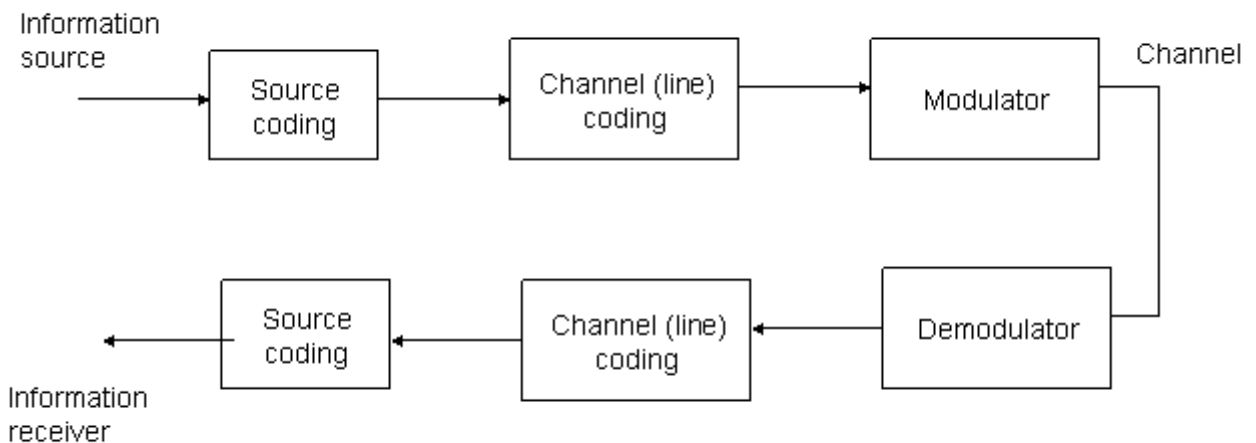 Information
source
Source
coding
Channel (line)
coding
Modulator
Channel
Source
coding
Channel (line)
coding
Demodulator
Information
receiver